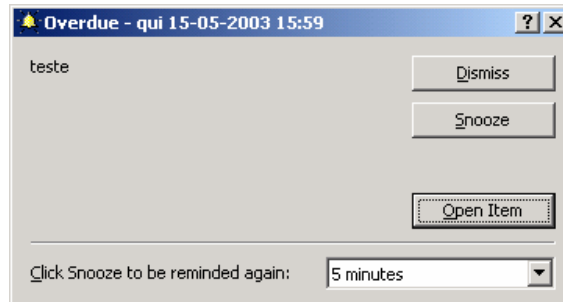 Overdue - qui 15-05-2003 15:59
teste
Dismiss
Snooze
Open Item
Click Snooze to be reminded again:
5 minutes